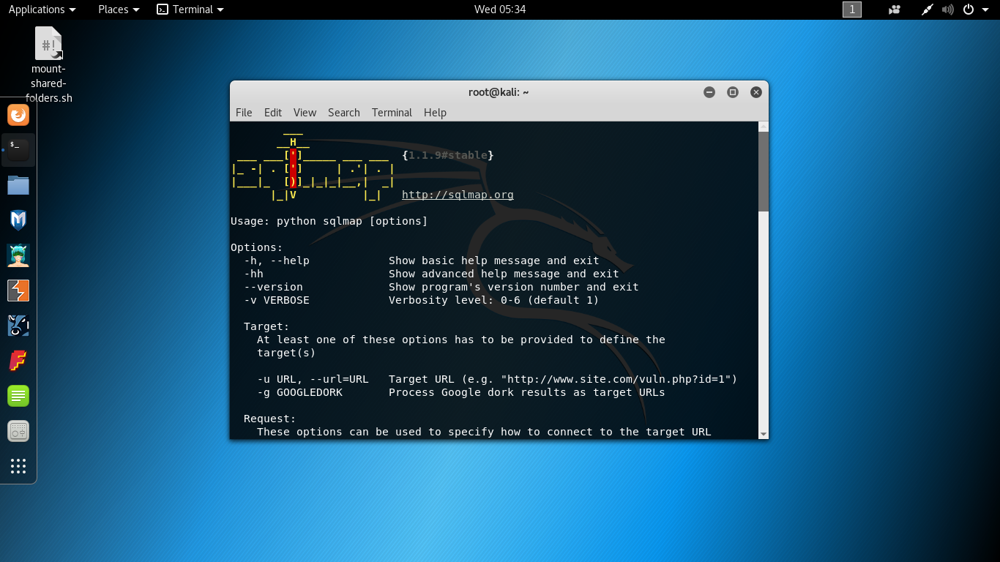 Applications Places Terminal Wed 05:34 1
#!
mount-
shared-
folders.sh
$_
root@kali: ~
File Edit View Search Terminal Help
        ___
       __H__
 ___ ___[']_____ ___ ___  {1.1.9#stable}
|_ -| . [']     | .'| . |
|___|_  [)]_|_|_|__,|  _|
      |_|V          |_|   http://sqlmap.org
Usage: python sqlmap [options]
Options:
  -h, --help            Show basic help message and exit
  -hh                   Show advanced help message and exit
  --version             Show program's version number and exit
  -v VERBOSE            Verbosity level: 0-6 (default 1)
  Target:
    At least one of these options has to be provided to define the
    target(s)
    -u URL, --url=URL   Target URL (e.g. "http://www.site.com/vuln.php?id=1")
    -g GOOGLEDORK       Process Google dork results as target URLs
  Request:
    These options can be used to specify how to connect to the target URL